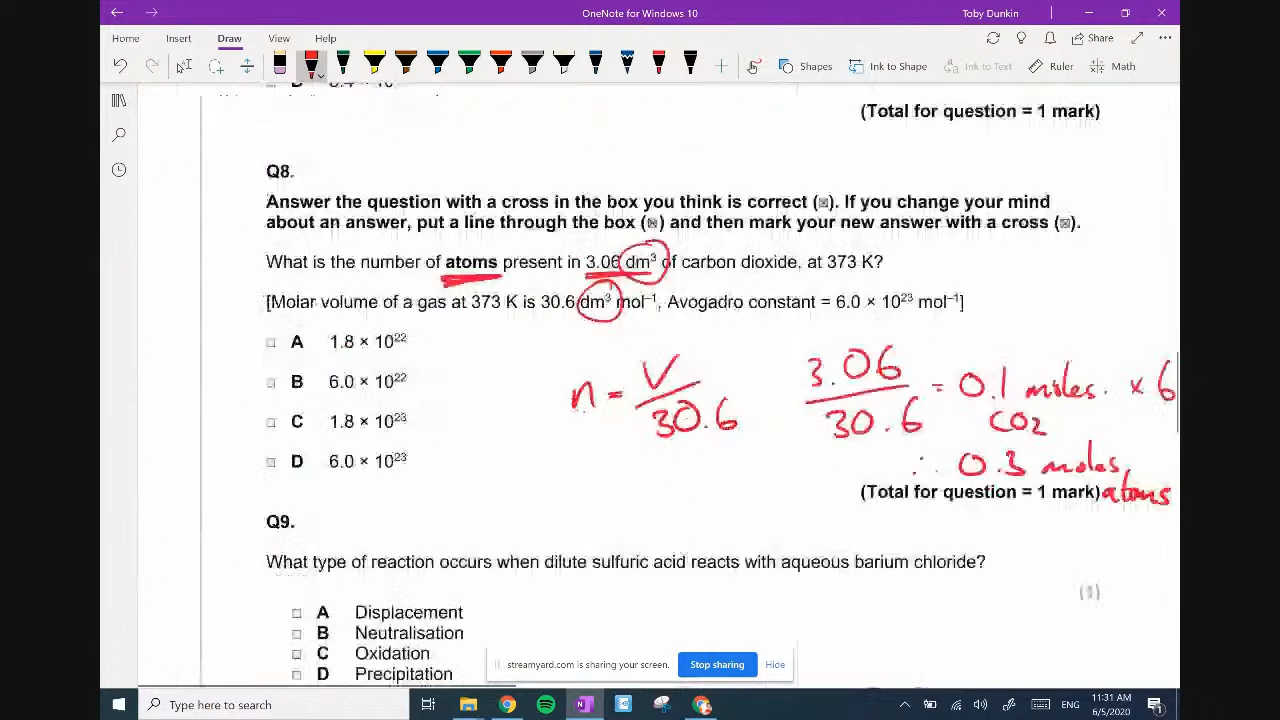 OneNote for Windows 10
Toby Dunkin
Home Insert Draw View Help
Share
Shapes Ink to Shape Ink to Text Ruler Math
(Total for question = 1 mark)
Q8.
Answer the question with a cross in the box you think is correct (☒). If you change your mind
about an answer, put a line through the box (☒) and then mark your new answer with a cross (☒).
What is the number of atoms present in 3.06 dm³ of carbon dioxide, at 373 K?
[Molar volume of a gas at 373 K is 30.6 dm³ mol⁻¹, Avogadro constant = 6.0 × 10²³ mol⁻¹]
A 1.8 × 10²²
B 6.0 × 10²²
C 1.8 × 10²³
D 6.0 × 10²³
n = V/30.6
3.06/30.6 = 0.1 moles. × 6
CO2
∴ 0.3 moles
atoms
(Total for question = 1 mark)
Q9.
What type of reaction occurs when dilute sulfuric acid reacts with aqueous barium chloride?
(1)
A Displacement
B Neutralisation
C Oxidation
D Precipitation
streamyard.com is sharing your screen. Stop sharing Hide
Type here to search
ENG
11:31 AM
6/5/2020